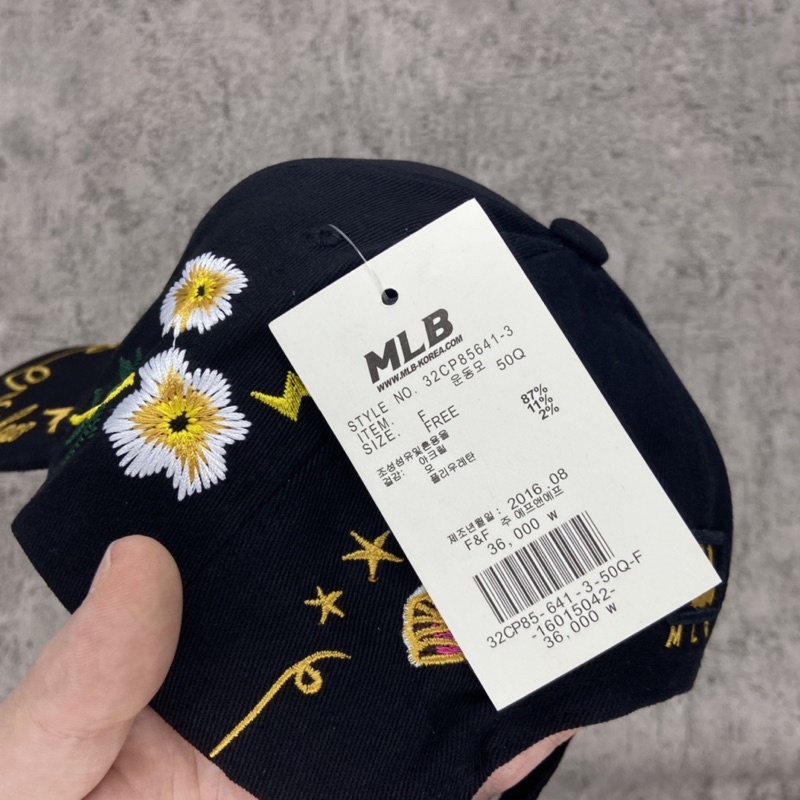 MLB
WWW.MLB-KOREA.COM
STYLE NO. 32CP85641-3
ITEM. 운동모 50Q
SIZE. F
FREE
조성섬유및혼용율
겉감: 아크릴 87%
모 11%
폴리우레탄 2%
제조년월일: 2016.08
F&F 주 에프앤에프
36,000 ₩
32CP85-641-3-50Q-F
-16015042-
36,000 ₩
7